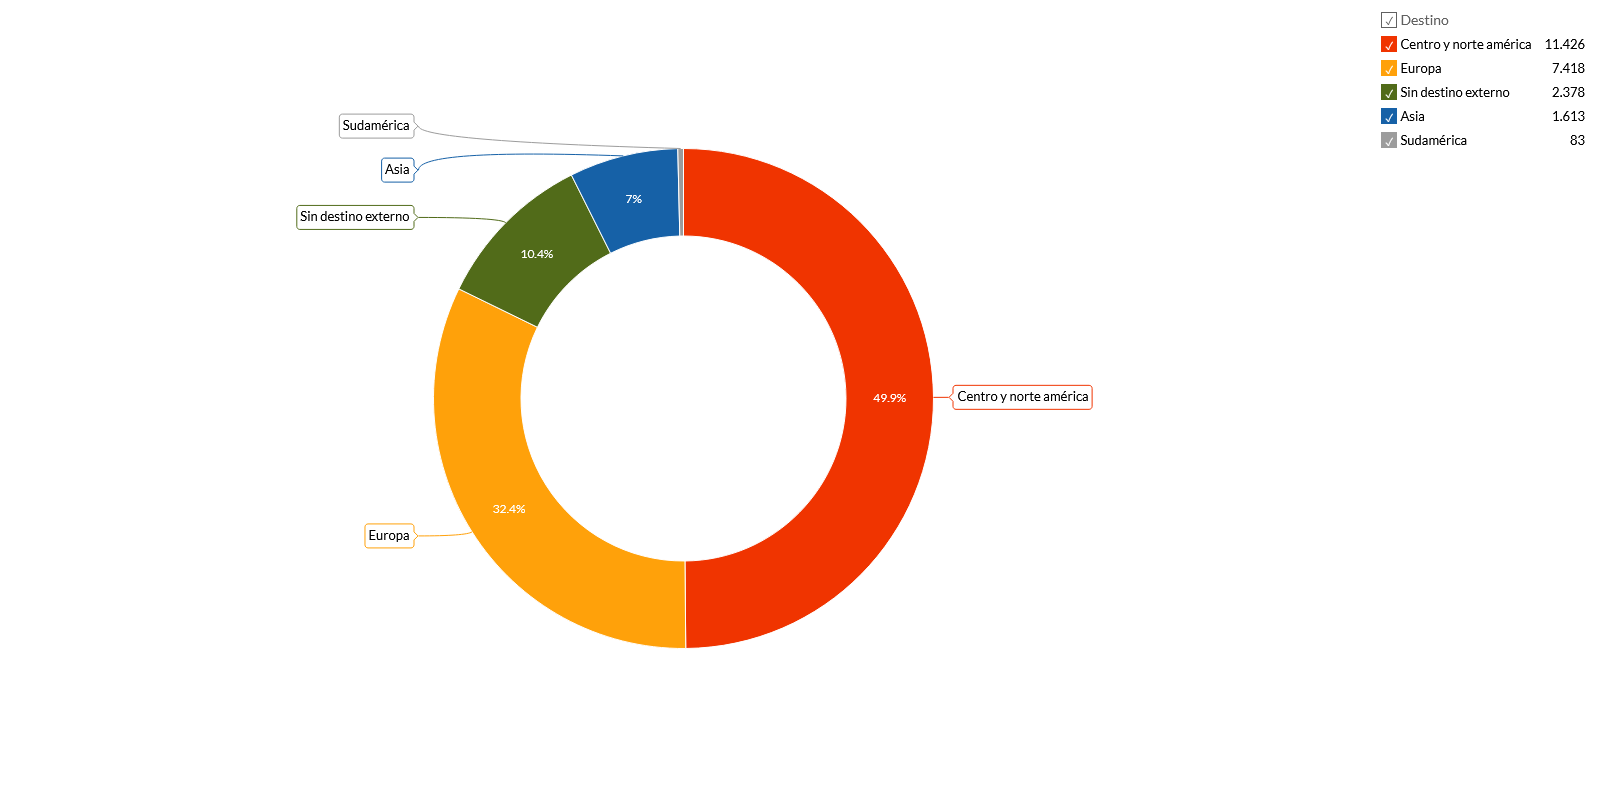 Destino
Centro y norte américa 11.426
Europa 7.418
Sin destino externo 2.378
Asia 1.613
Sudamérica 83
Sudamérica
Asia
7%
Sin destino externo
10.4%
49.9%
Centro y norte américa
32.4%
Europa